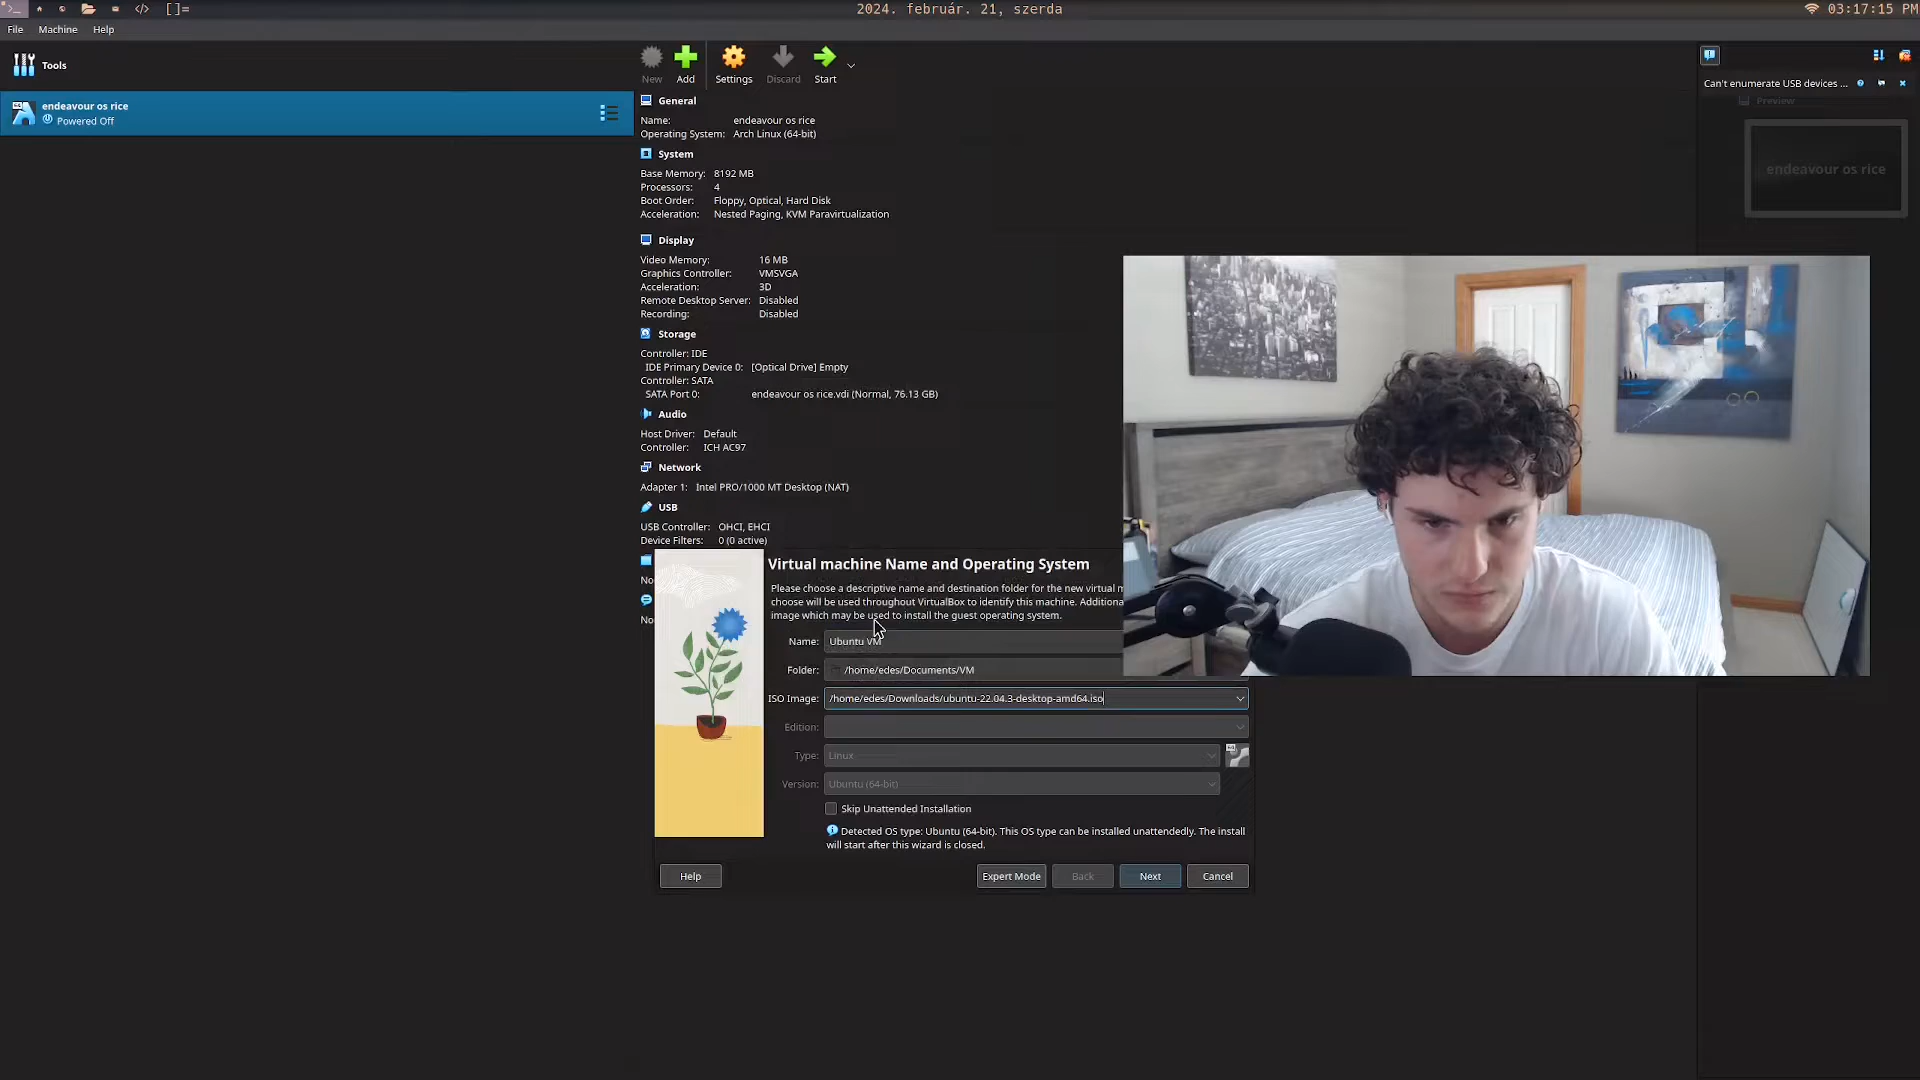 []=
2024. február. 21, szerda
03:17:15 PM
File Machine Help
Tools
New
Add
Settings
Discard
Start
Can't enumerate USB devices ...
endeavour os rice
Powered Off
Preview
endeavour os rice
General
Name: endeavour os rice
Operating System: Arch Linux (64-bit)
System
Base Memory: 8192 MB
Processors: 4
Boot Order: Floppy, Optical, Hard Disk
Acceleration: Nested Paging, KVM Paravirtualization
Display
Video Memory: 16 MB
Graphics Controller: VMSVGA
Acceleration: 3D
Remote Desktop Server: Disabled
Recording: Disabled
Storage
Controller: IDE
IDE Primary Device 0: [Optical Drive] Empty
Controller: SATA
SATA Port 0: endeavour os rice.vdi (Normal, 76.13 GB)
Audio
Host Driver: Default
Controller: ICH AC97
Network
Adapter 1: Intel PRO/1000 MT Desktop (NAT)
USB
USB Controller: OHCI, EHCI
Device Filters: 0 (0 active)
No
No
Virtual machine Name and Operating System
Please choose a descriptive name and destination folder for the new virtual
choose will be used throughout VirtualBox to identify this machine.
image which may be used to install the guest operating system.
Name: Ubuntu VM
Folder: /home/edes/Documents/VM
ISO Image: /home/edes/Downloads/ubuntu-22.04.3-desktop-amd64.iso
Edition:
Type: Linux
Version: Ubuntu (64-bit)
Skip Unattended Installation
Detected OS type: Ubuntu (64-bit). This OS type can be installed unattendedly. The install
will start after this wizard is closed.
Help
Expert Mode
Back
Next
Cancel